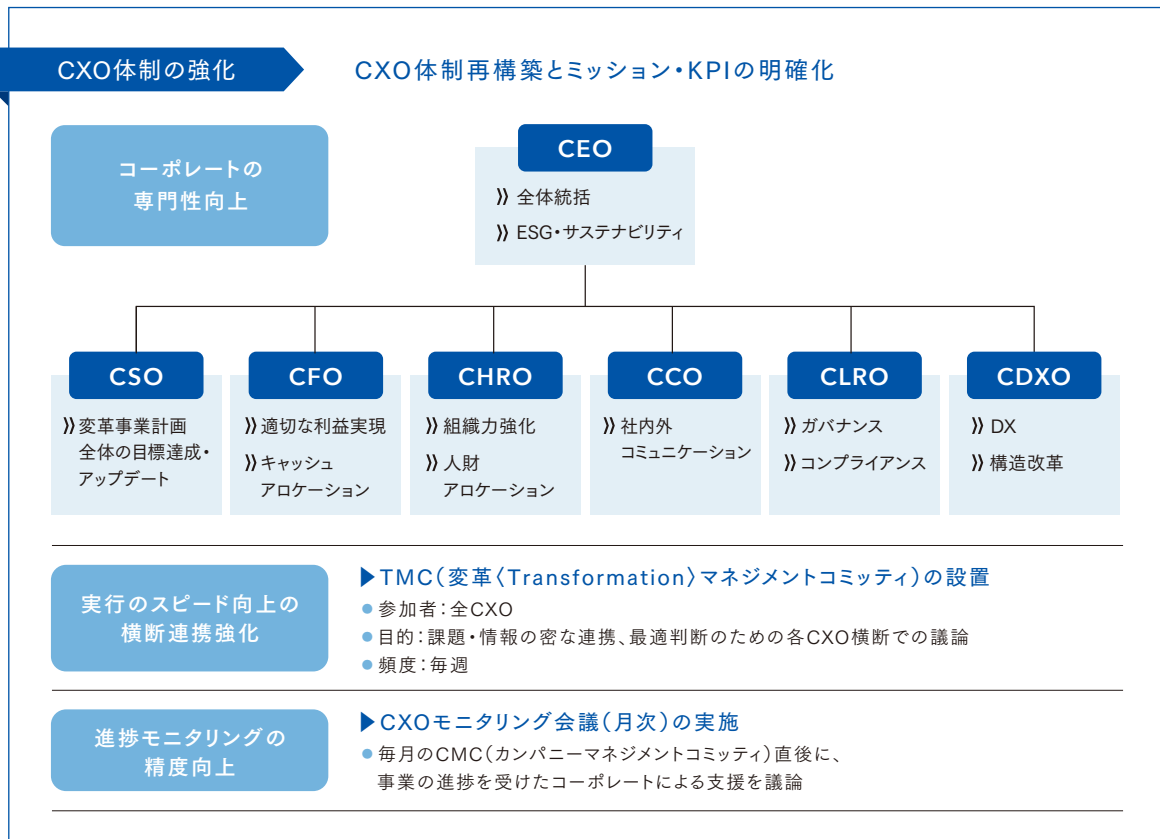 CXO体制の強化
CXO体制再構築とミッション・KPIの明確化
コーポレートの
専門性向上
CEO
》全体統括
》ESG・サステナビリティ
CSO
》変革事業計画
全体の目標達成・
アップデート
CFO
》適切な利益実現
》キャッシュ
アロケーション
CHRO
》組織力強化
》人財
アロケーション
CCO
》社内外
コミュニケーション
CLRO
》ガバナンス
》コンプライアンス
CDXO
》DX
》構造改革
実行のスピード向上の
横断連携強化
▶TMC(変革〈Transformation〉マネジメントコミッティ)の設置
●参加者:全CXO
●目的:課題・情報の密な連携、最適判断のための各CXO横断での議論
●頻度:毎週
進捗モニタリングの
精度向上
▶CXOモニタリング会議(月次)の実施
●毎月のCMC(カンパニーマネジメントコミッティ)直後に、
事業の進捗を受けたコーポレートによる支援を議論